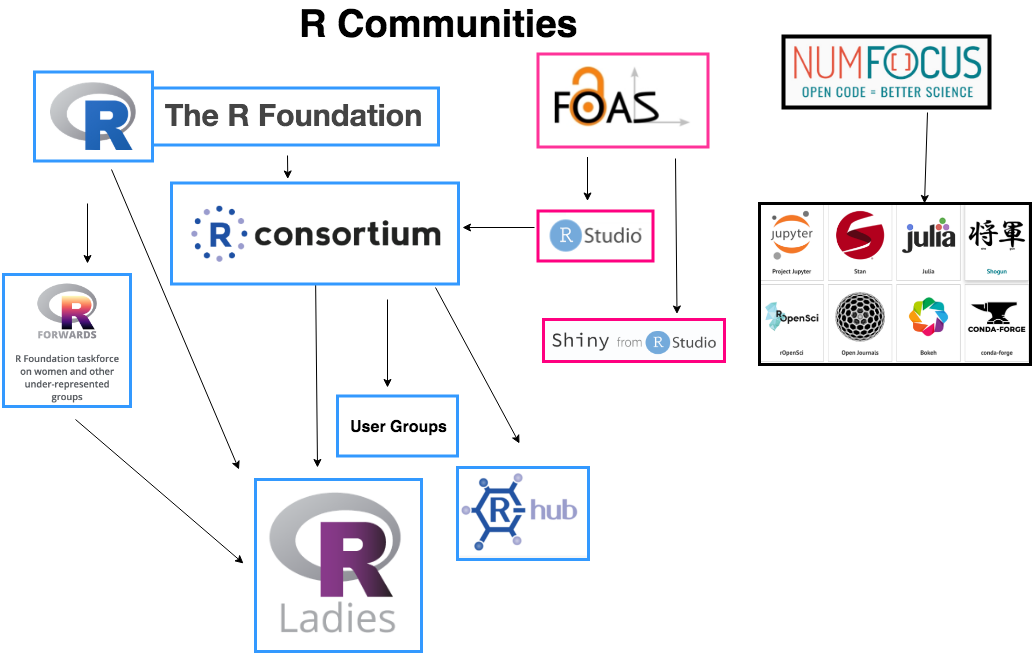 R Communities
R
The R Foundation
FOAS
NUMFOCUS
OPEN CODE = BETTER SCIENCE
R consortium
R Studio
R
FORWARDS
R Foundation taskforce
on women and other
under-represented
groups
Shiny from R Studio
jupyter
julia
将軍
Project Jupyter
Stan
Julia
Shogun
ROpenSci
CONDA-FORGE
rOpenSci
Open Journals
Bokeh
conda-forge
User Groups
R hub
R
Ladies